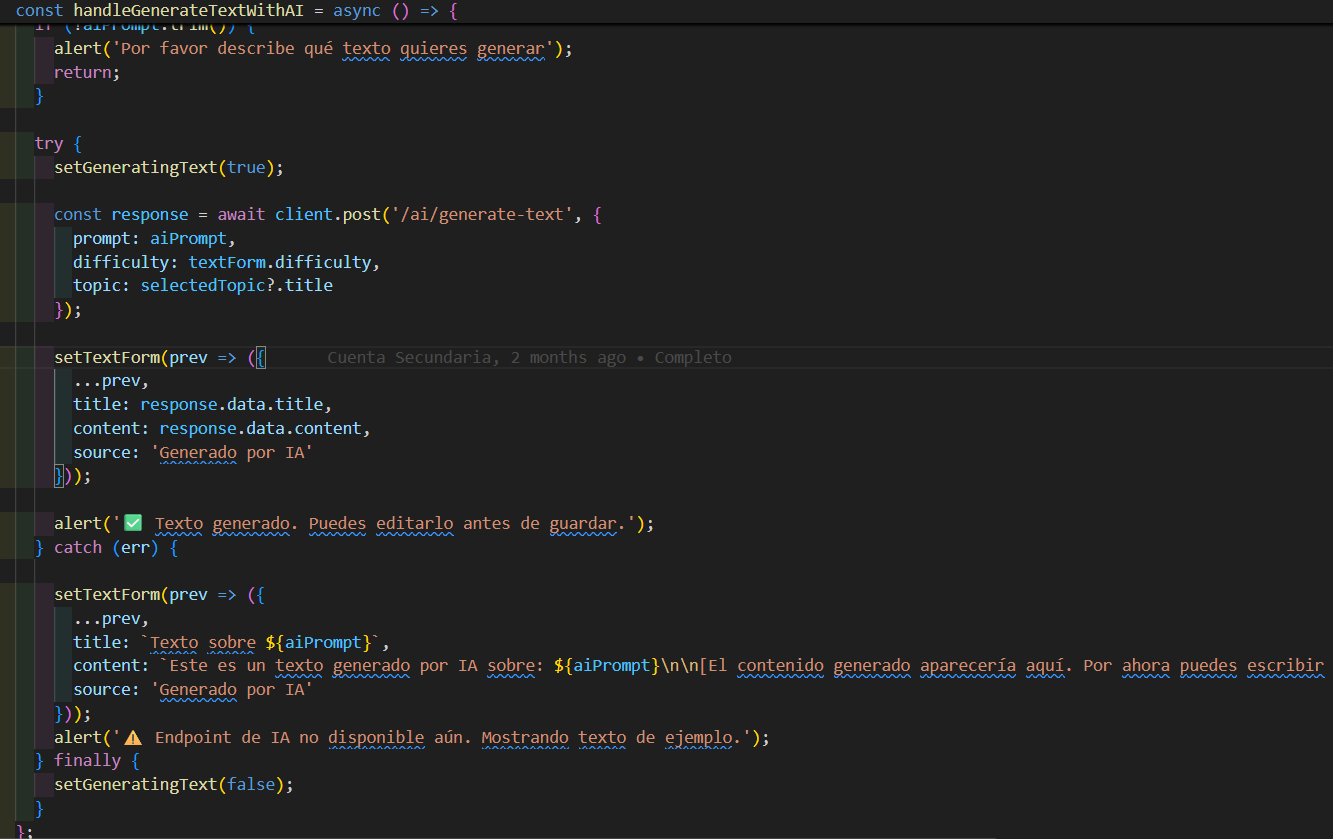 const handleGenerateTextWithAI = async () => {
if (!aiPrompt.trim()) {
alert('Por favor describe qué texto quieres generar');
return;
}
try {
setGeneratingText(true);
const response = await client.post('/ai/generate-text', {
prompt: aiPrompt,
difficulty: textForm.difficulty,
topic: selectedTopic?.title
});
setTextForm(prev => ({ Cuenta Secundaria, 2 months ago • Completo
...prev,
title: response.data.title,
content: response.data.content,
source: 'Generado por IA'
}));
alert('✅ Texto generado. Puedes editarlo antes de guardar.');
} catch (err) {
setTextForm(prev => ({
...prev,
title: `Texto sobre ${aiPrompt}`,
content: `Este es un texto generado por IA sobre: ${aiPrompt}\n\n[El contenido generado aparecería aquí. Por ahora puedes escribir
source: 'Generado por IA'
}));
alert('⚠️ Endpoint de IA no disponible aún. Mostrando texto de ejemplo.');
} finally {
setGeneratingText(false);
}
};